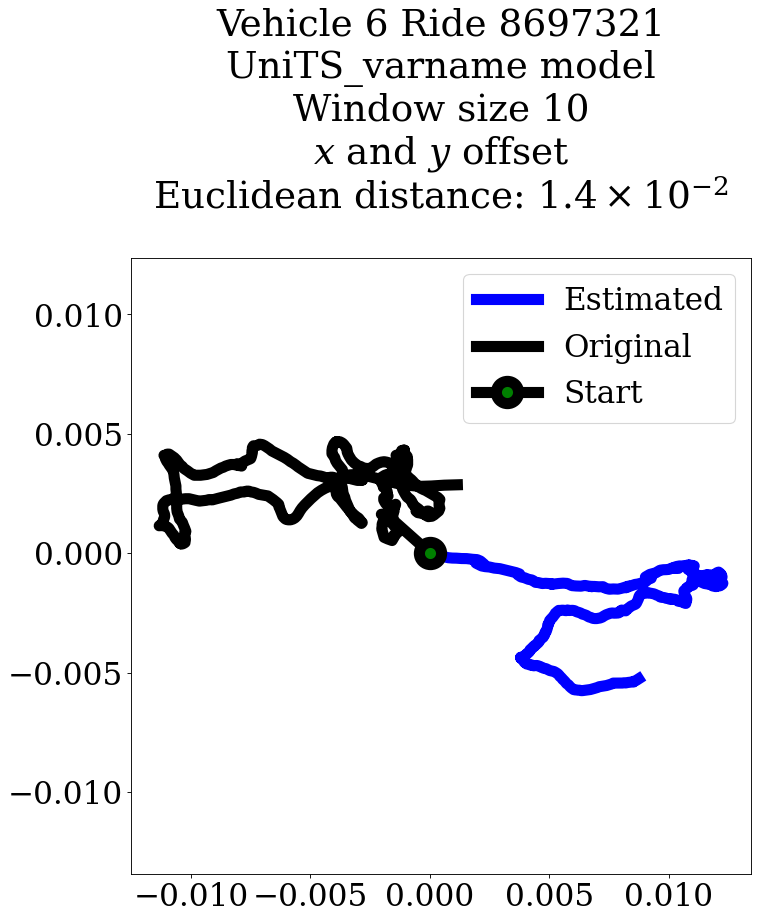 Vehicle 6 Ride 8697321
UniTS_varname model
Window size 10
x and y offset
Euclidean distance: 1.4 × 10⁻²
Estimated
Original
Start
0.010
0.005
0.000
−0.005
−0.010
−0.010 −0.005 0.000 0.005 0.010